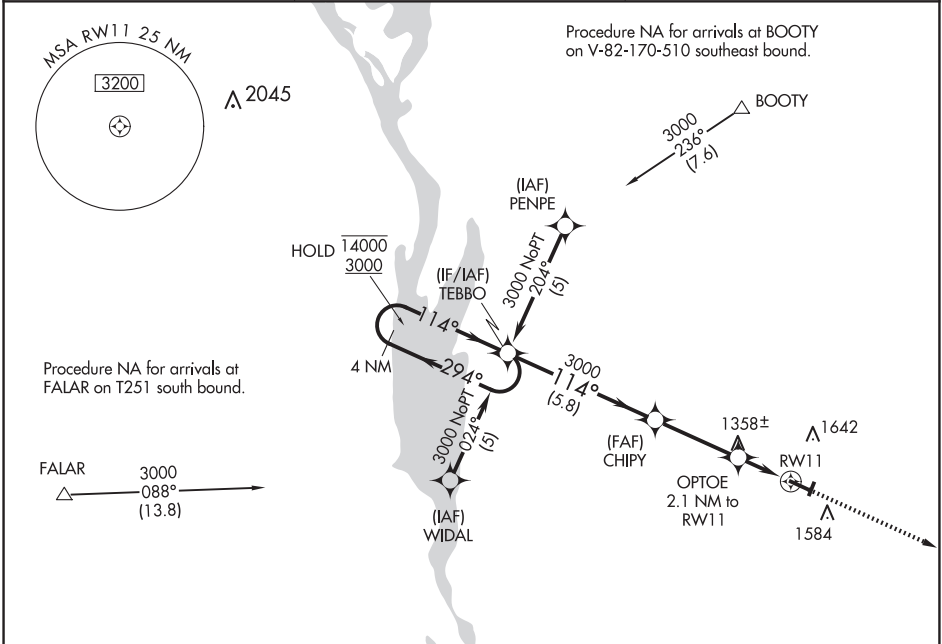 MSA RW11 25 NM
3200
2045
Procedure NA for arrivals at BOOTY
on V-82-170-510 southeast bound.
BOOTY
3000
236°
(7.6)
(IAF)
PENPE
3000 NoPT
204°
(5)
HOLD
14000
3000
(IF/IAF)
TEBBO
114°
4 NM
294°
3000
114°
(5.8)
Procedure NA for arrivals at
FALAR on T251 south bound.
3000 NoPT
024°
(5)
(FAF)
CHIPY
1358±
1642
RW11
FALAR
3000
088°
(13.8)
(IAF)
WIDAL
OPTOE
2.1 NM to
RW11
1584